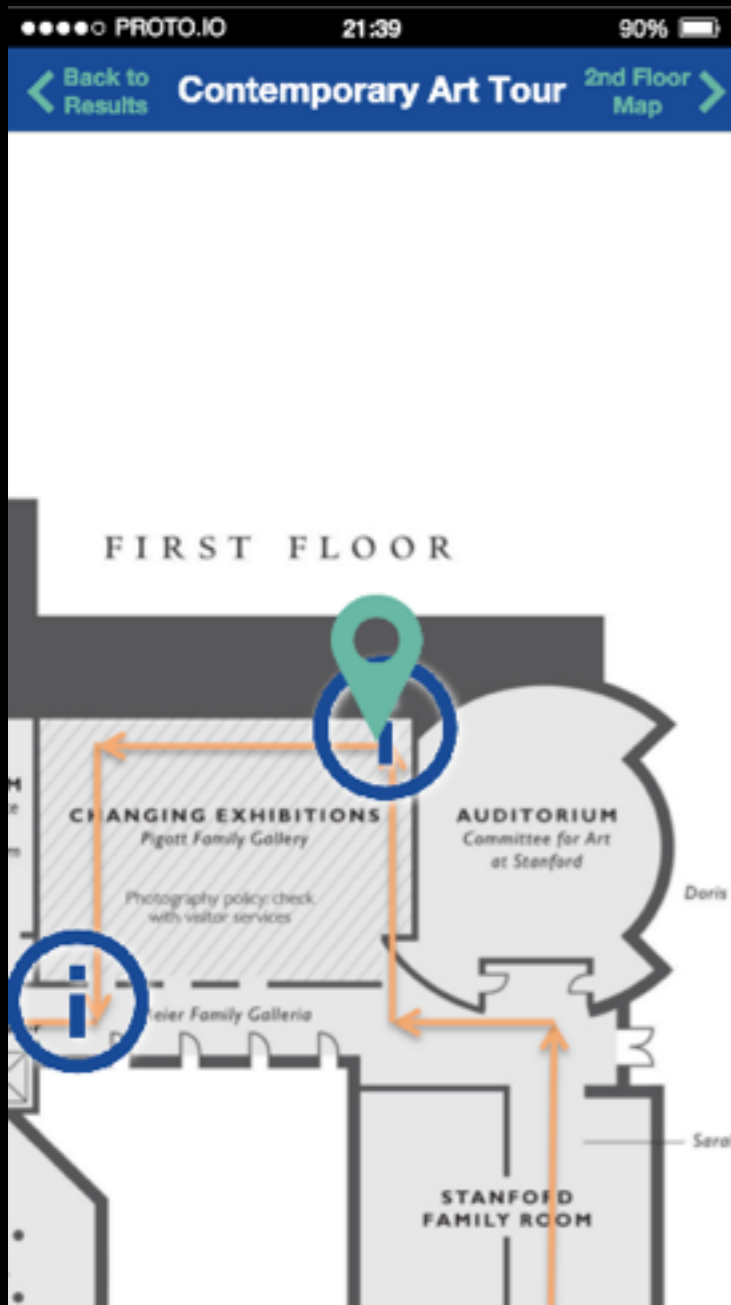 PROTO.IO 21:39 90%
Back to
Results
Contemporary Art Tour
2nd Floor
Map
FIRST FLOOR
CHANGING EXHIBITIONS
Pigott Family Gallery
Photography policy: check
with visitor services
AUDITORIUM
Committee for Art
at Stanford
Doris
eier Family Galleria
STANFORD
FAMILY ROOM